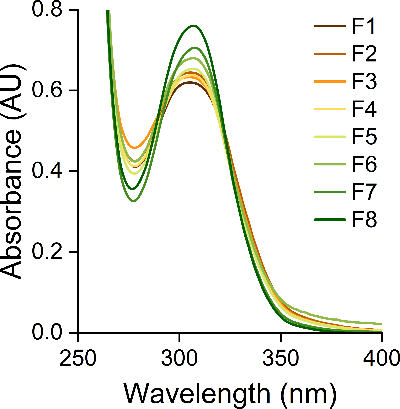 0.8
0.6
0.4
0.2
0.0
Absorbance (AU)
F1
F2
F3
F4
F5
F6
F7
F8
250
300
350
400
Wavelength (nm)